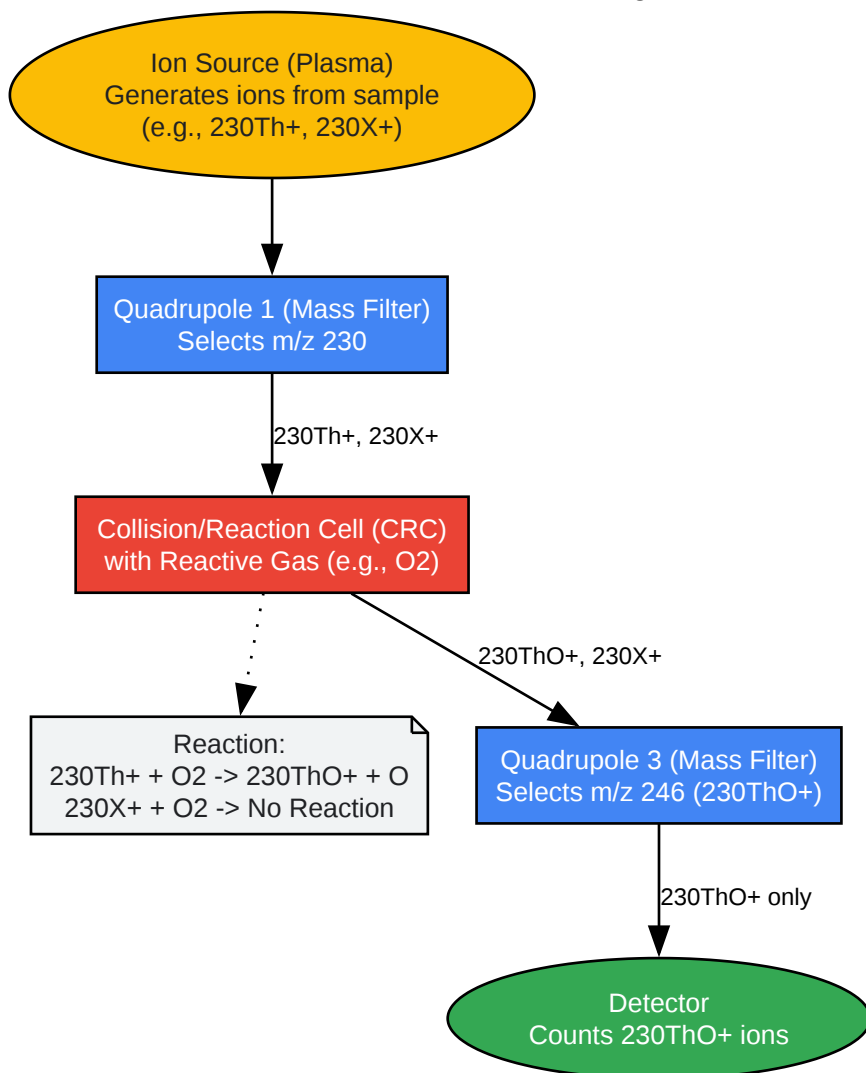 Ion Source (Plasma)
Generates ions from sample
(e.g., 230Th+, 230X+)
Quadrupole 1 (Mass Filter)
Selects m/z 230
230Th+, 230X+
Collision/Reaction Cell (CRC)
with Reactive Gas (e.g., O2)
230ThO+, 230X+
Reaction:
230Th+ + O2 -> 230ThO+ + O
230X+ + O2 -> No Reaction
Quadrupole 3 (Mass Filter)
Selects m/z 246 (230ThO+)
230ThO+ only
Detector
Counts 230ThO+ ions